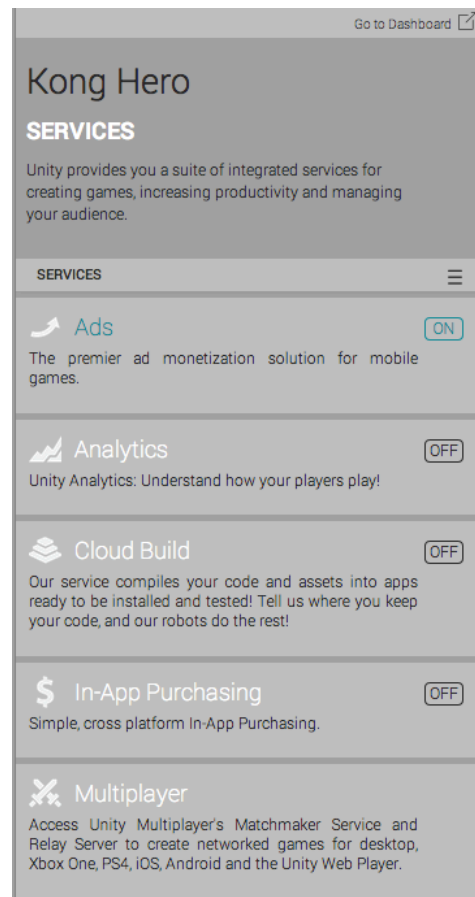 Go to Dashboard
Kong Hero
SERVICES
Unity provides you a suite of integrated services for
creating games, increasing productivity and managing
your audience.
SERVICES
Ads ON
The premier ad monetization solution for mobile
games.
Analytics OFF
Unity Analytics: Understand how your players play!
Cloud Build OFF
Our service compiles your code and assets into apps
ready to be installed and tested! Tell us where you keep
your code, and our robots do the rest!
In-App Purchasing OFF
Simple, cross platform In-App Purchasing.
Multiplayer
Access Unity Multiplayer's Matchmaker Service and
Relay Server to create networked games for desktop,
Xbox One, PS4, iOS, Android and the Unity Web Player.